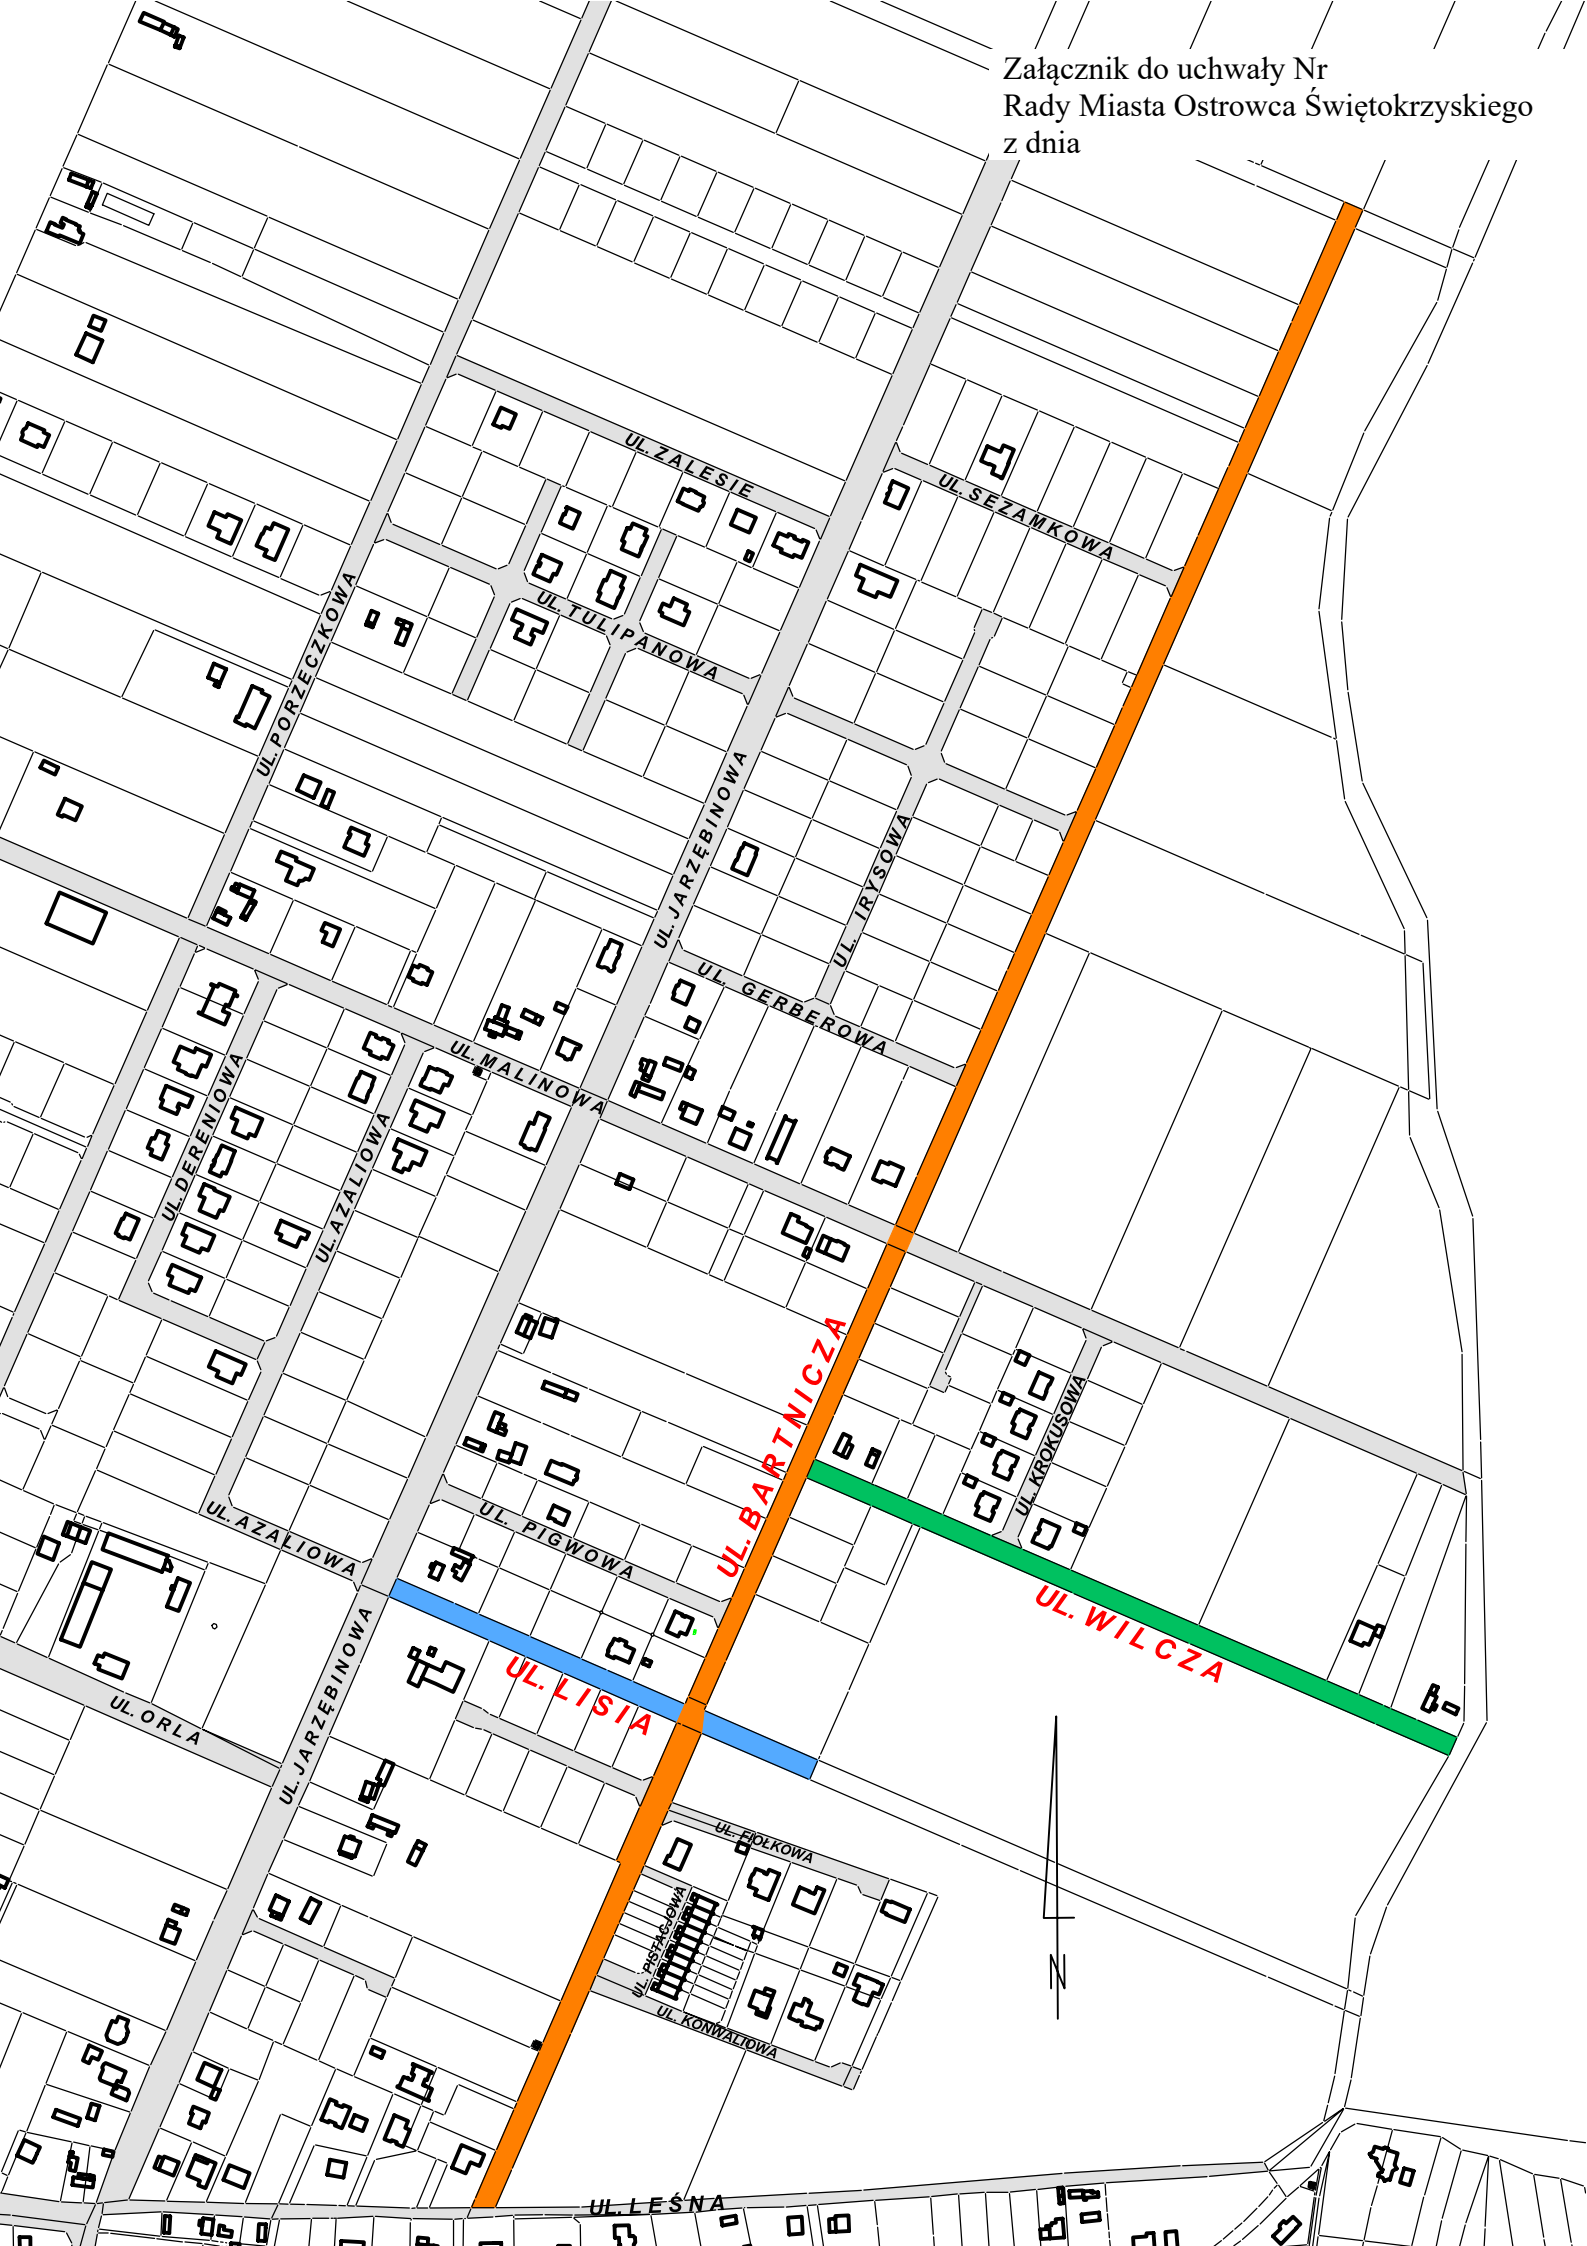 Załącznik do uchwały Nr
Rady Miasta Ostrowca Świętokrzyskiego
z dnia
UL. ZALESIE
UL. SEZAMKOWA
UL. TULIPANOWA
UL. PORZECZKOWA
UL. JARZĘBINOWA
UL. IRYSOWA
UL. GERBEROWA
UL. MALINOWA
UL. DERENIOWA
UL. AZALIOWA
UL. BARTNICZA
UL. KROKUSOWA
UL. AZALIOWA
UL. PIGWOWA
UL. WILCZA
UL. LISIA
UL. ORLA
UL. JARZĘBINOWA
UL. FIOŁKOWA
UL. PISTACJOWA
UL. KONWALIOWA
N
UL. LEŚNA